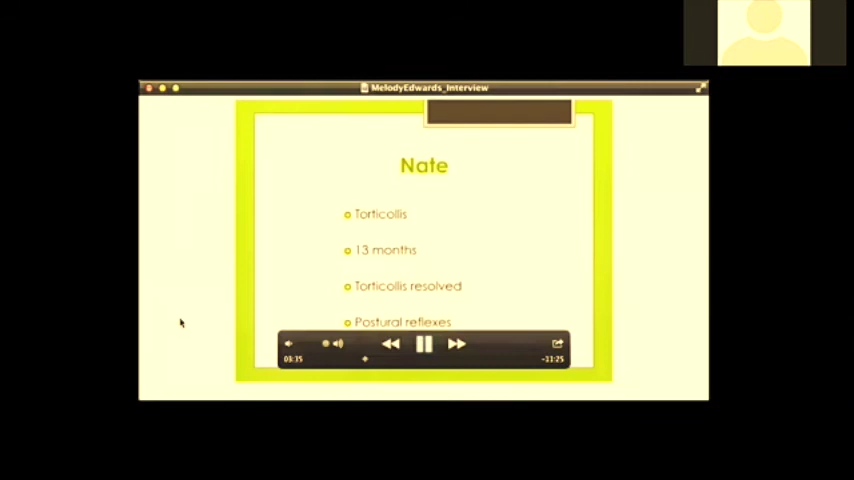 MelodyEdwards_Interview
Nate
Torticollis
13 months
Torticollis resolved
Postural reflexes
03:35
-11:25